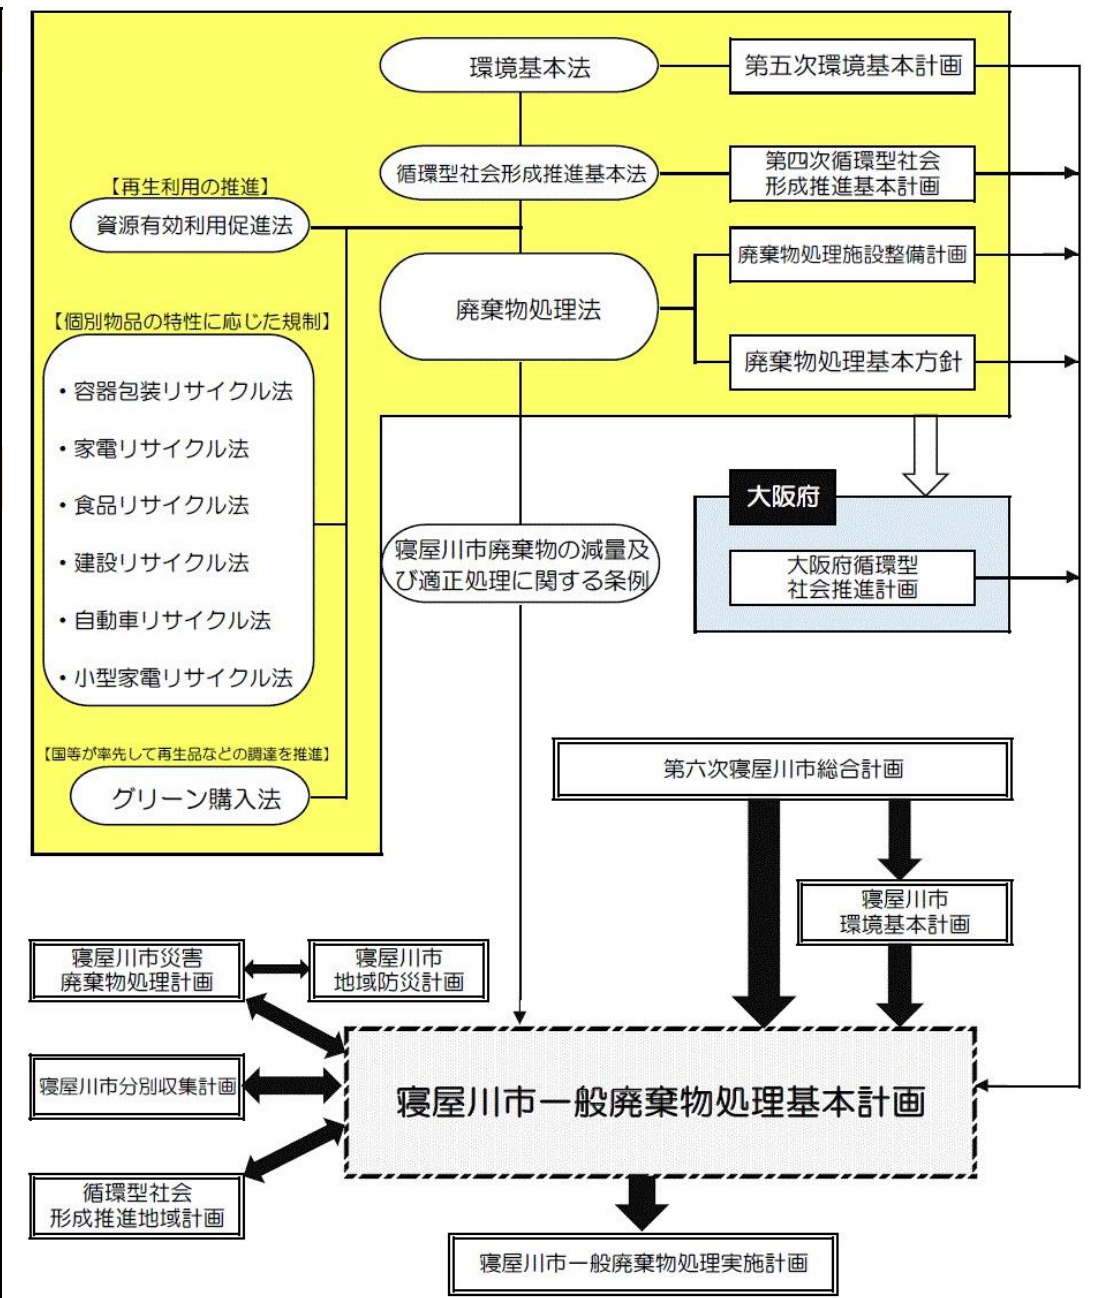 環境基本法
第五次環境基本計画
循環型社会形成推進基本法
第四次循環型社会
形成推進基本計画
【再生利用の推進】
資源有効利用促進法
廃棄物処理施設整備計画
廃棄物処理法
廃棄物処理基本方針
【個別物品の特性に応じた規制】
・容器包装リサイクル法
・家電リサイクル法
・食品リサイクル法
・建設リサイクル法
・自動車リサイクル法
・小型家電リサイクル法
大阪府
大阪府循環型
社会推進計画
寝屋川市廃棄物の減量及
び適正処理に関する条例
【国等が率先して再生品などの調達を推進】
グリーン購入法
第六次寝屋川市総合計画
寝屋川市
環境基本計画
寝屋川市災害
廃棄物処理計画
寝屋川市
地域防災計画
寝屋川市分別収集計画
寝屋川市一般廃棄物処理基本計画
循環型社会
形成推進地域計画
寝屋川市一般廃棄物処理実施計画